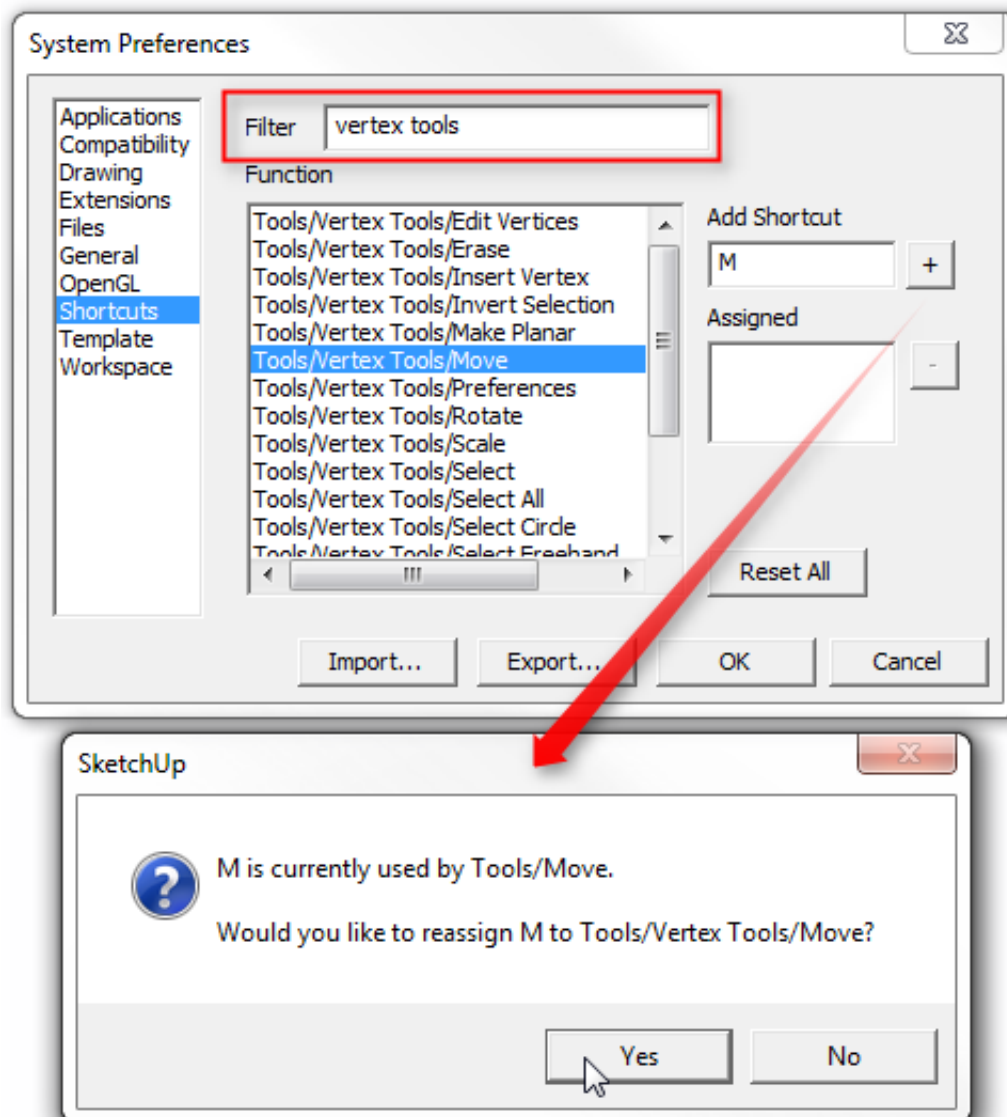 System Preferences
Applications
Compatibility
Drawing
Extensions
Files
General
OpenGL
Shortcuts
Template
Workspace
Filter
vertex tools
Function
Tools/Vertex Tools/Edit Vertices
Tools/Vertex Tools/Erase
Tools/Vertex Tools/Insert Vertex
Tools/Vertex Tools/Invert Selection
Tools/Vertex Tools/Make Planar
Tools/Vertex Tools/Move
Tools/Vertex Tools/Preferences
Tools/Vertex Tools/Rotate
Tools/Vertex Tools/Scale
Tools/Vertex Tools/Select
Tools/Vertex Tools/Select All
Tools/Vertex Tools/Select Circle
Tools/Vertex Tools/Select Freehand
Add Shortcut
M
+
Assigned
-
Reset All
Import...
Export...
OK
Cancel
SketchUp
M is currently used by Tools/Move.
Would you like to reassign M to Tools/Vertex Tools/Move?
Yes
No